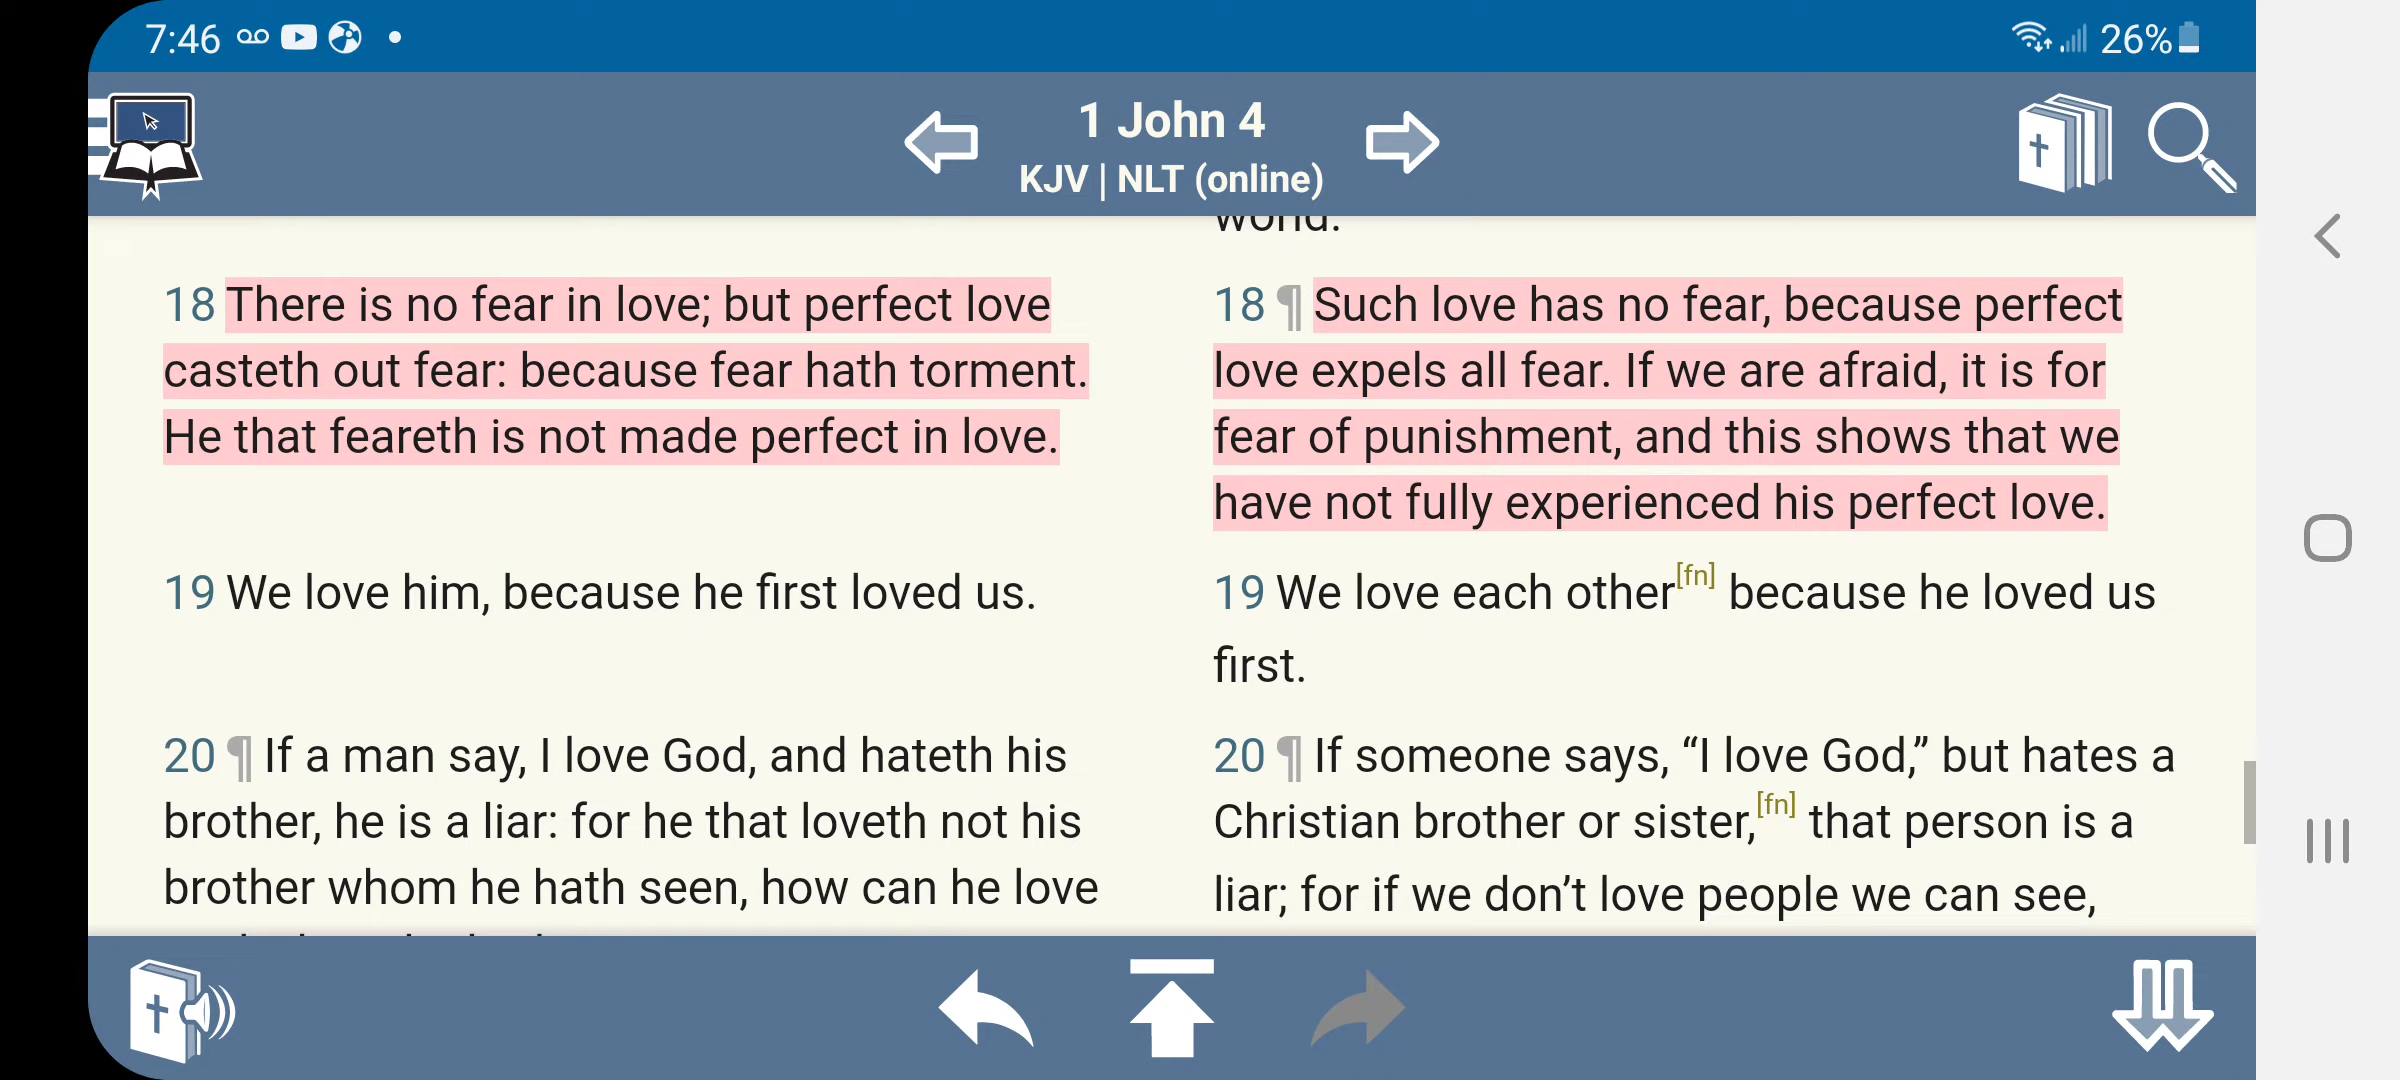 7:46
26%
1 John 4
KJV | NLT (online)
world.
18 There is no fear in love; but perfect love
casteth out fear: because fear hath torment.
He that feareth is not made perfect in love.
19 We love him, because he first loved us.
20 ¶ If a man say, I love God, and hateth his
brother, he is a liar: for he that loveth not his
brother whom he hath seen, how can he love
18 ¶ Such love has no fear, because perfect
love expels all fear. If we are afraid, it is for
fear of punishment, and this shows that we
have not fully experienced his perfect love.
19 We love each other[fn] because he loved us
first.
20 ¶ If someone says, “I love God,” but hates a
Christian brother or sister,[fn] that person is a
liar; for if we don’t love people we can see,